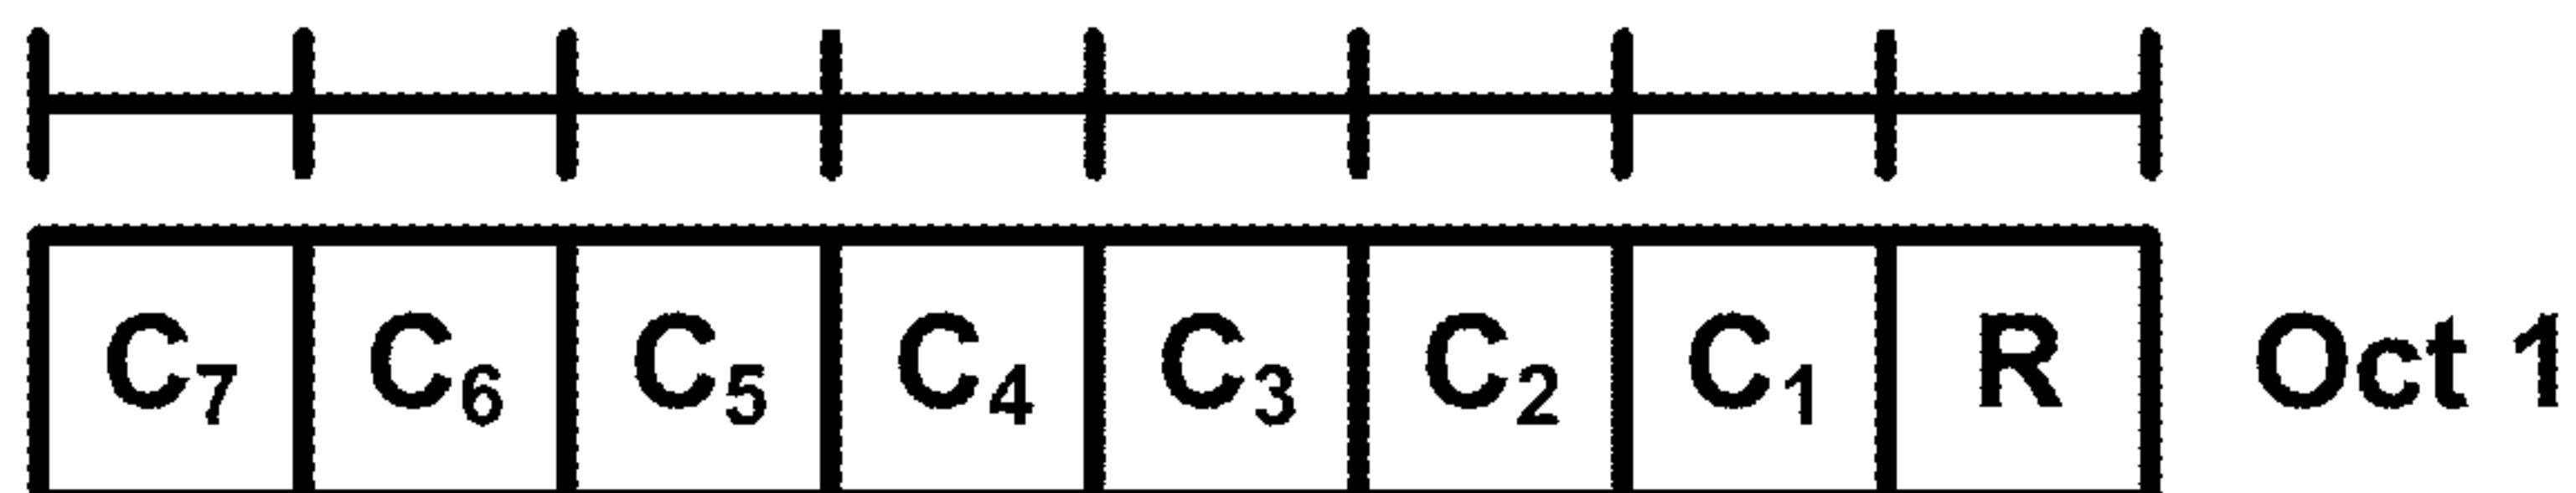 C₇ C₆ C₅ C₄ C₃ C₂ C₁ R Oct 1